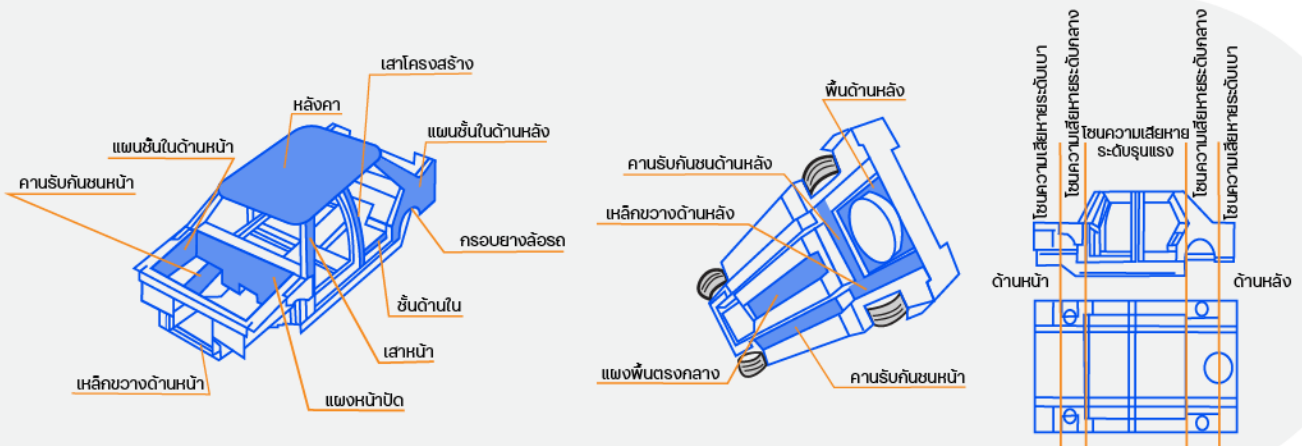 เสาโครงสร้าง
หลังคา
แผนชั้นในด้านหลัง
แผนชั้นในด้านหน้า
คานรับกันชนหน้า
กรอบยางล้อรถ
ชั้นด้านใน
เสาหน้า
เหล็กขวางด้านหน้า
แผงหน้าปัด
พื้นด้านหลัง
คานรับกันชนด้านหลัง
เหล็กขวางด้านหลัง
แผงพื้นตรงกลาง
คานรับกันชนหน้า
โซนความเสียหายระดับเบา
โซนความเสียหายระดับกลาง
โซนความเสียหาย
ระดับรุนแรง
โซนความเสียหายระดับกลาง
โซนความเสียหายระดับเบา
ด้านหน้า
ด้านหลัง